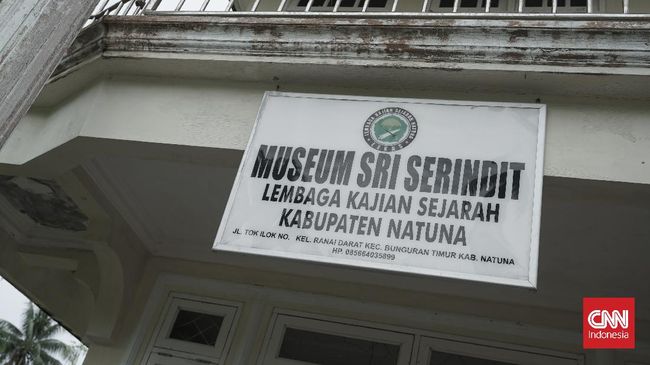 MUSEUM SRI SERINDIT
LEMBAGA KAJIAN SEJARAH
KABUPATEN NATUNA
JL. TOK ILOK NO. KEL. RANAI DARAT KEC. BUNGURAN TIMUR KAB. NATUNA
HP. 085664035899
CNN
Indonesia